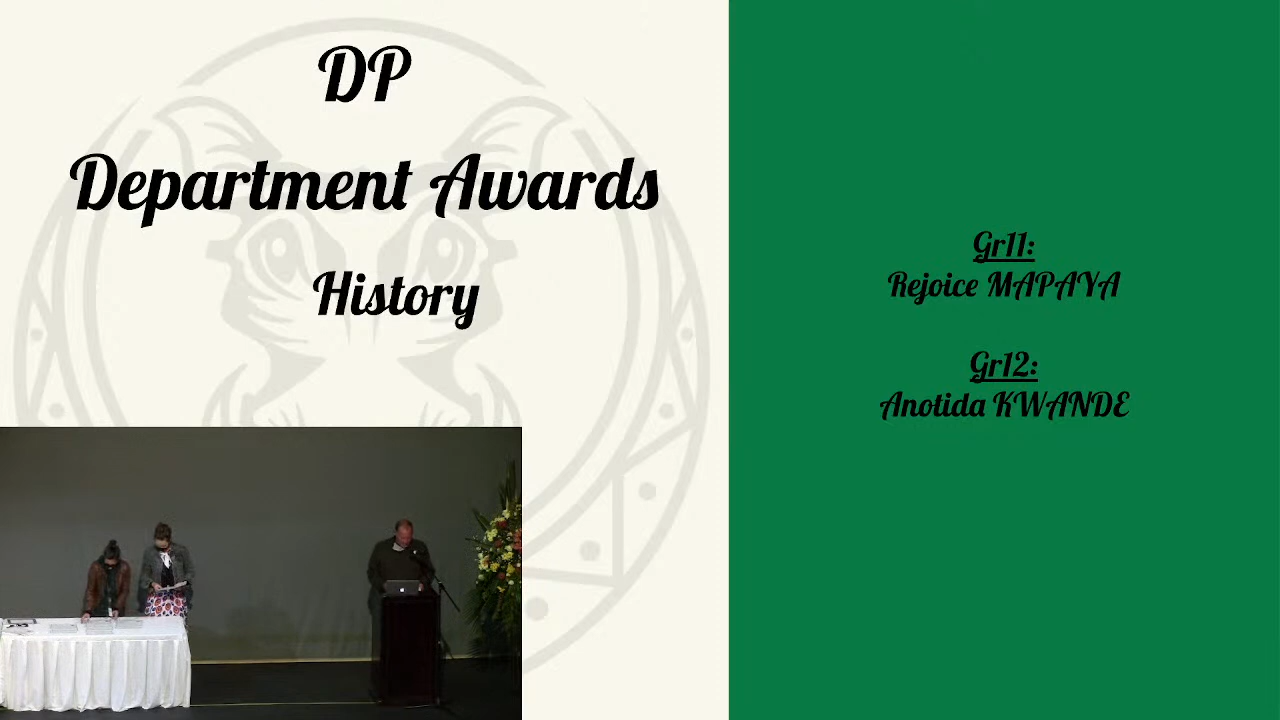 DP
Department Awards
History
Gr11:
Rejoice MAPAYA
Gr12:
Anotida KWANDE